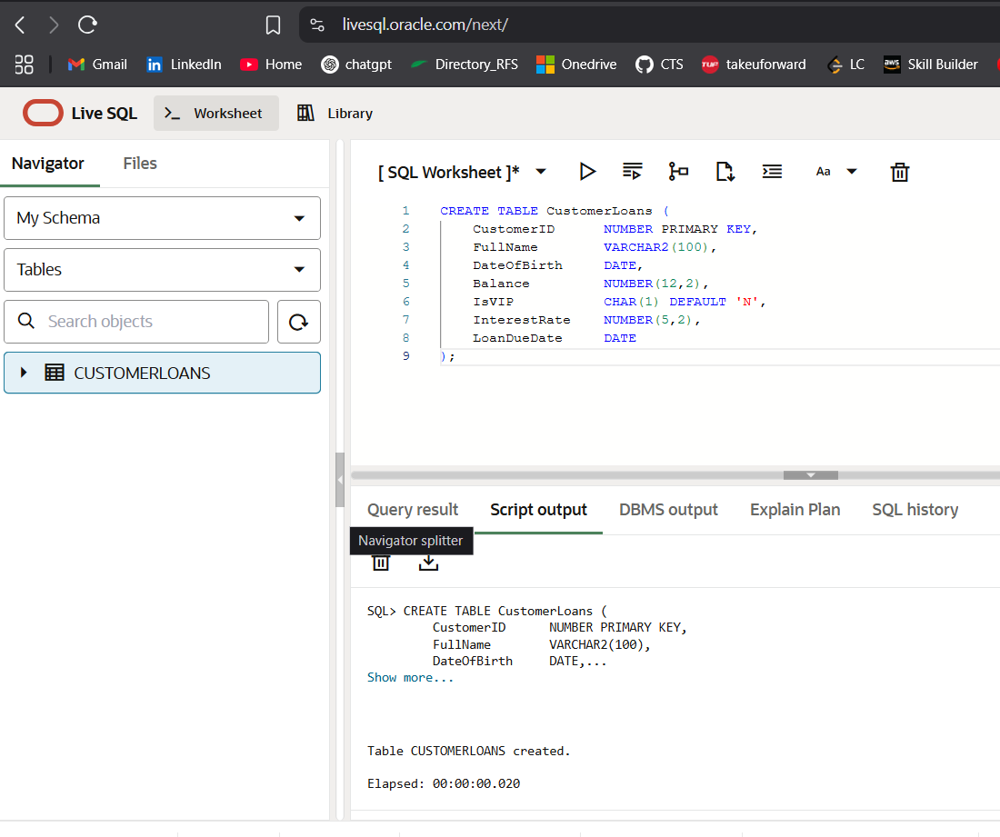 livesql.oracle.com/next/
Gmail LinkedIn Home chatgpt Directory_RFS Onedrive CTS TUF takeuforward LC aws Skill Builder
Live SQL Worksheet Library
Navigator Files
My Schema
Tables
Search objects
CUSTOMERLOANS
[ SQL Worksheet ]* Aa
1 CREATE TABLE CustomerLoans (
2 CustomerID NUMBER PRIMARY KEY,
3 FullName VARCHAR2(100),
4 DateOfBirth DATE,
5 Balance NUMBER(12,2),
6 IsVIP CHAR(1) DEFAULT 'N',
7 InterestRate NUMBER(5,2),
8 LoanDueDate DATE
9 );
Query result Script output DBMS output Explain Plan SQL history
Navigator splitter
SQL> CREATE TABLE CustomerLoans (
CustomerID NUMBER PRIMARY KEY,
FullName VARCHAR2(100),
DateOfBirth DATE,...
Show more...
Table CUSTOMERLOANS created.
Elapsed: 00:00:00.020